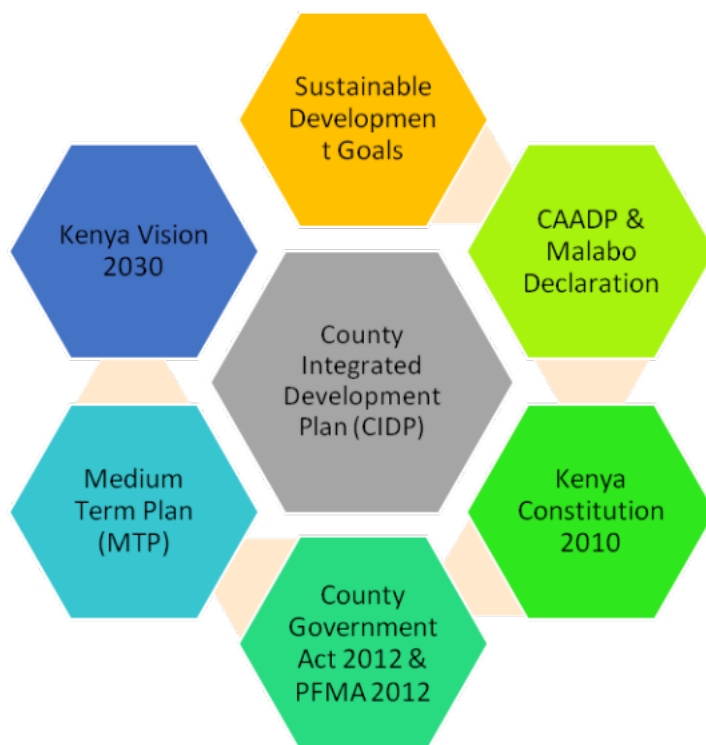 Sustainable
Developmen
t Goals
Kenya Vision
2030
CAADP &
Malabo
Declaration
County
Integrated
Development
Plan (CIDP)
Medium
Term Plan
(MTP)
Kenya
Constitution
2010
County
Government
Act 2012 &
PFMA 2012